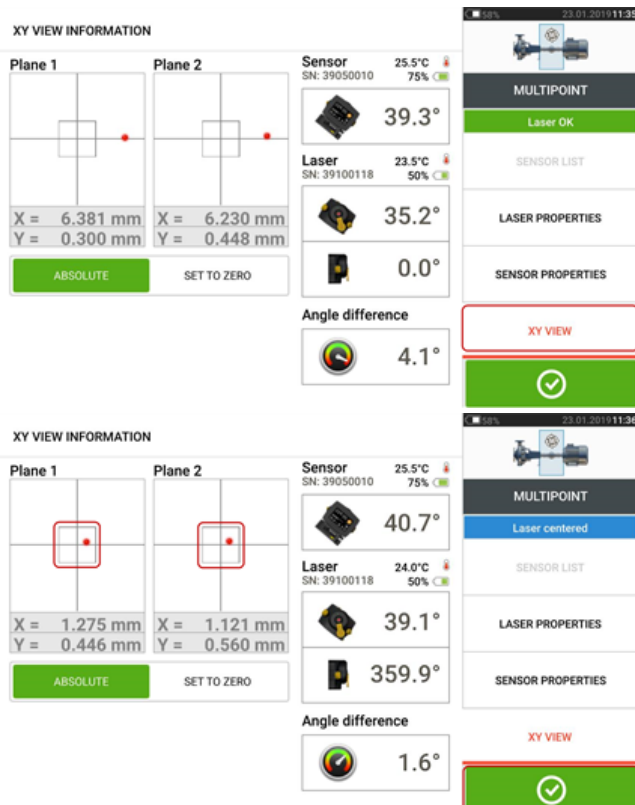 58% 23.01.2019 11:35
XY VIEW INFORMATION
Plane 1 Plane 2
X = 6.381 mm X = 6.230 mm
Y = 0.300 mm Y = 0.448 mm
ABSOLUTE SET TO ZERO
Sensor 25.5°C
SN: 39050010 75%
39.3°
Laser 23.5°C
SN: 39100118 50%
35.2°
0.0°
Angle difference
4.1°
MULTIPOINT
Laser OK
SENSOR LIST
LASER PROPERTIES
SENSOR PROPERTIES
XY VIEW
58% 23.01.2019 11:36
XY VIEW INFORMATION
Plane 1 Plane 2
X = 1.275 mm X = 1.121 mm
Y = 0.446 mm Y = 0.560 mm
ABSOLUTE SET TO ZERO
Sensor 25.5°C
SN: 39050010 75%
40.7°
Laser 24.0°C
SN: 39100118 50%
39.1°
359.9°
Angle difference
1.6°
MULTIPOINT
Laser centered
SENSOR LIST
LASER PROPERTIES
SENSOR PROPERTIES
XY VIEW